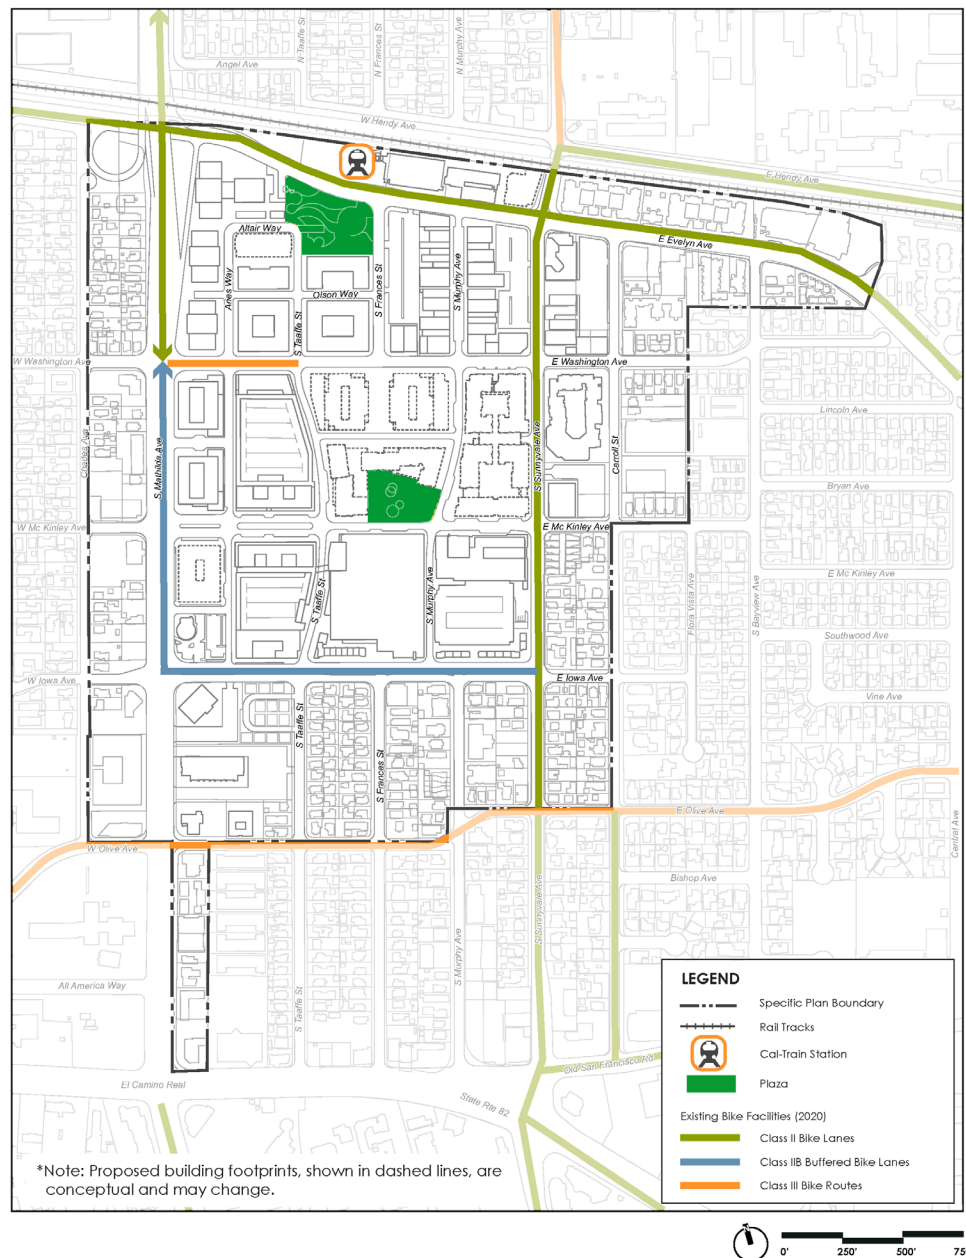 N Taaffe St
N Frances St
N Murphy Ave
Angel Ave
W Hendy Ave
E Hendy Ave
Altair Way
E Evelyn Ave
Aries Way
S Frances St
S Murphy Ave
Olson Way
S Taaffe St
W Washington Ave
E Washington Ave
Lincoln Ave
Charles Ave
S Mathilda Ave
S Sunnyvale Ave
Carroll St
Bryan Ave
W Mc Kinley Ave
E Mc Kinley Ave
E Mc Kinley Ave
S Taaffe St
S Murphy Ave
Flora Vista Ave
S Bayview Ave
Southwood Ave
W Iowa Ave
E Iowa Ave
Vine Ave
S Taaffe St
S Frances St
E Olive Ave
W Olive Ave
Central Ave
Bishop Ave
S Sunnyvale Ave
S Murphy Ave
All America Way
S Taaffe St
Old San Francisco Rd
El Camino Real
State Rte 82
LEGEND
Specific Plan Boundary
Rail Tracks
Cal-Train Station
Plaza
Existing Bike Facilities (2020)
Class II Bike Lanes
Class IIB Buffered Bike Lanes
Class III Bike Routes
*Note: Proposed building footprints, shown in dashed lines, are
conceptual and may change.
0' 250' 500' 75